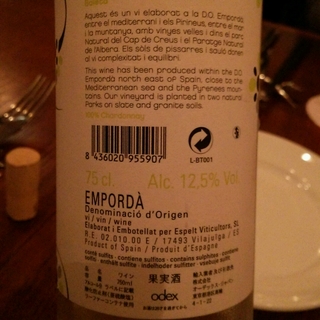 Aquest és un vi elaborat a la D.O. Empordà,
entre el mediterrani i els Pirineus, entre el mar i
la muntanya, amb vinyes velles i dins el parc
Natural del Cap de Creus i el Paratge Natural
de l'Albera. Els sòls de pissarres i sauló donen
al vi complexitat i equilibri.
This wine has been produced within the D.O.
Empordà north east of Spain, close to the
Mediterranean sea and the Pyrenees moun-
tains. Our vineyard is planted in two natural
Parks on slate and granite soils.
100% Chardonnay
8 436020 955907
L-BT001
75 cl. Alc. 12,5% Vol.
EMPORDÀ
Denominació d'Origen
vi / vin / wine
Elaborat i Embotellat per Espelt Viticultors, SL
R.E. 02.010.00 E / 17493 Vilajuïga / ES
Product of Spain / Produit d'Espagne
ワイン
果実酒
odex